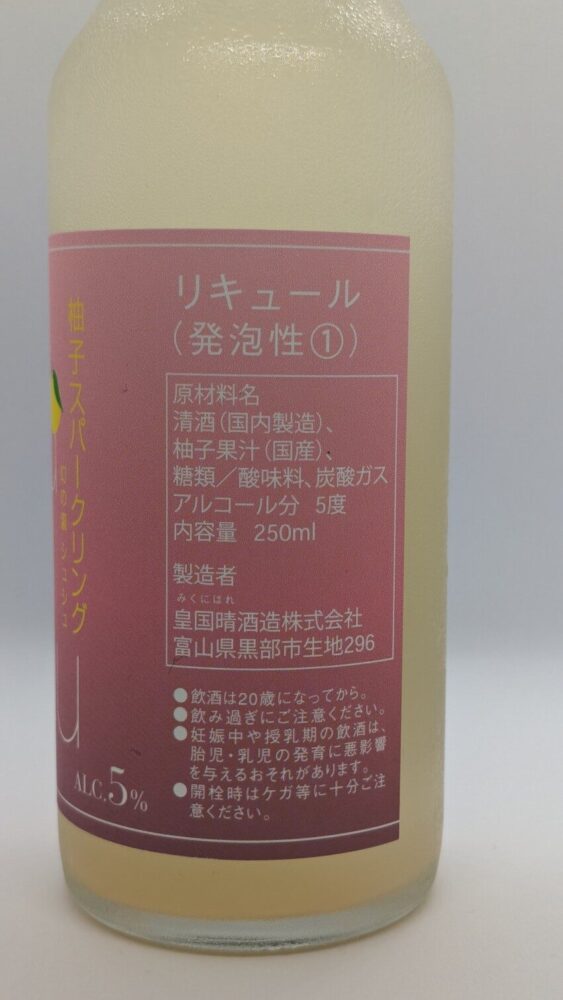 リキュール
（発泡性①）
原材料名
清酒（国内製造）、
柚子果汁（国産）、
糖類／酸味料、炭酸ガス
アルコール分 5度
内容量 250ml
製造者
みくにはれ
皇国晴酒造株式会社
富山県黒部市生地296
●飲酒は20歳になってから。
●飲み過ぎにご注意ください。
●妊娠中や授乳期の飲酒は、
胎児・乳児の発育に悪影響
を与えるおそれがあります。
●開栓時はケガ等に十分ご注
意ください。
柚子スパークリング
幻の瀧 シュシュ
ALC.5%